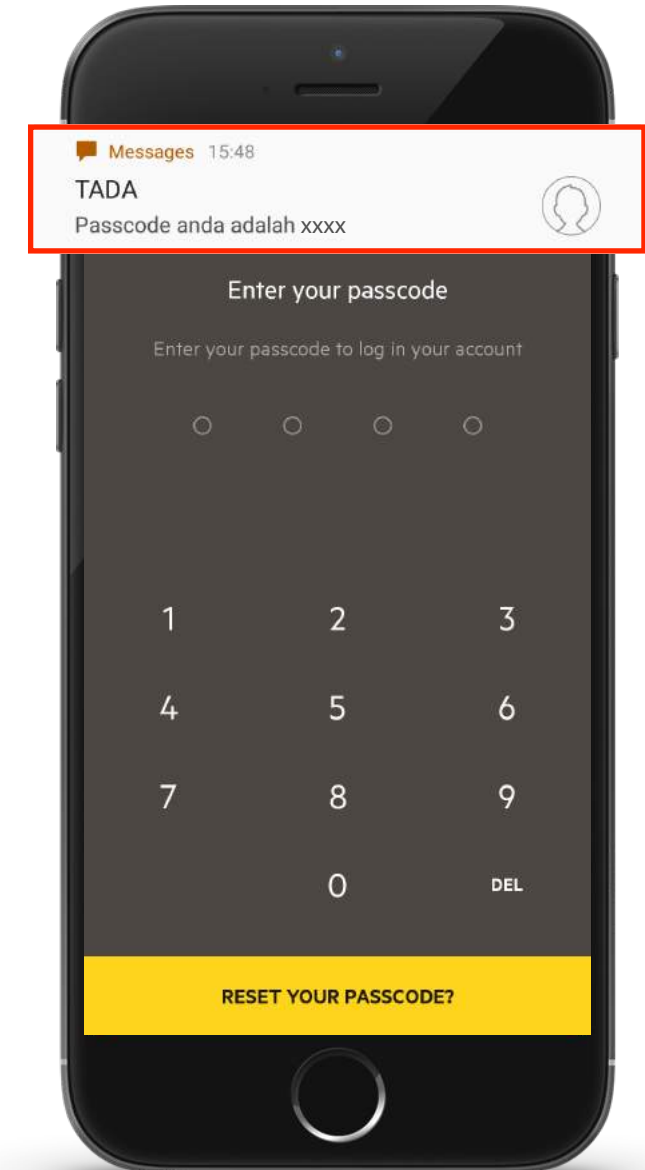 Messages 15:48
TADA
Passcode anda adalah xxxx
Enter your passcode
Enter your passcode to log in your account
1 2 3
4 5 6
7 8 9
0 DEL
RESET YOUR PASSCODE?